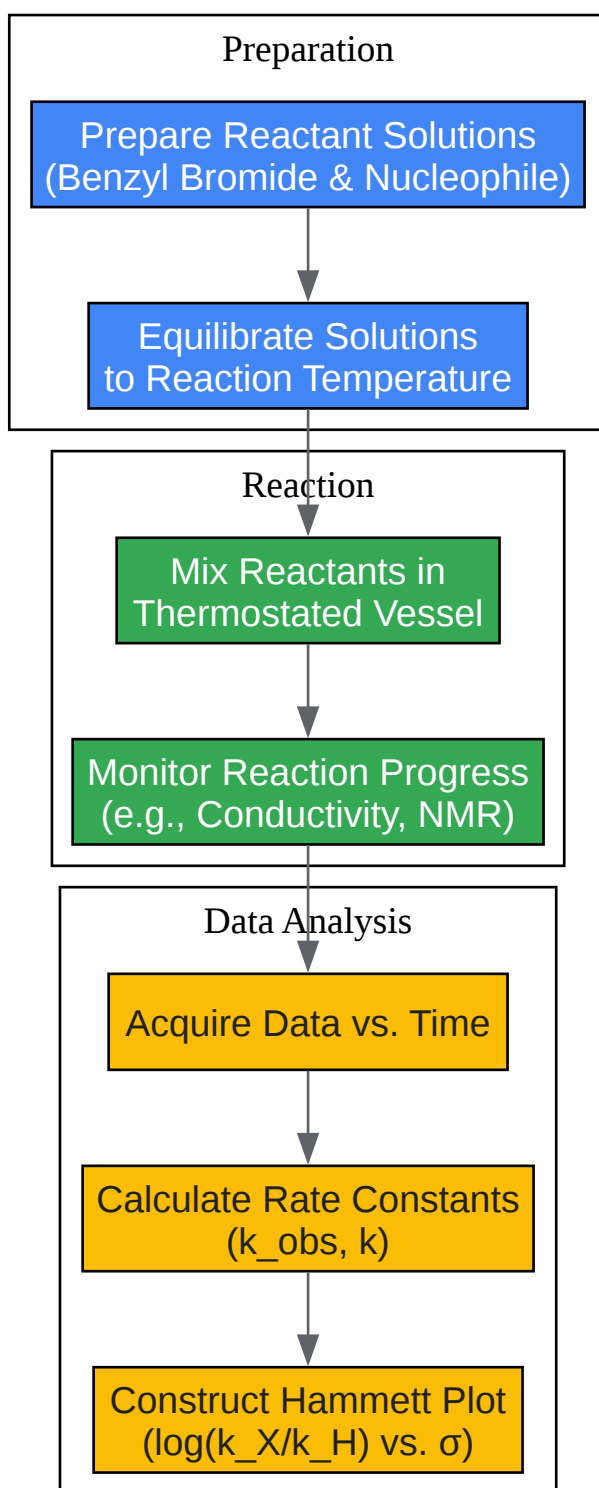 Preparation
Prepare Reactant Solutions
(Benzyl Bromide & Nucleophile)
Equilibrate Solutions
to Reaction Temperature
Reaction
Mix Reactants in
Thermostated Vessel
Monitor Reaction Progress
(e.g., Conductivity, NMR)
Data Analysis
Acquire Data vs. Time
Calculate Rate Constants
(k_obs, k)
Construct Hammett Plot
(log(k_X/k_H) vs. σ)